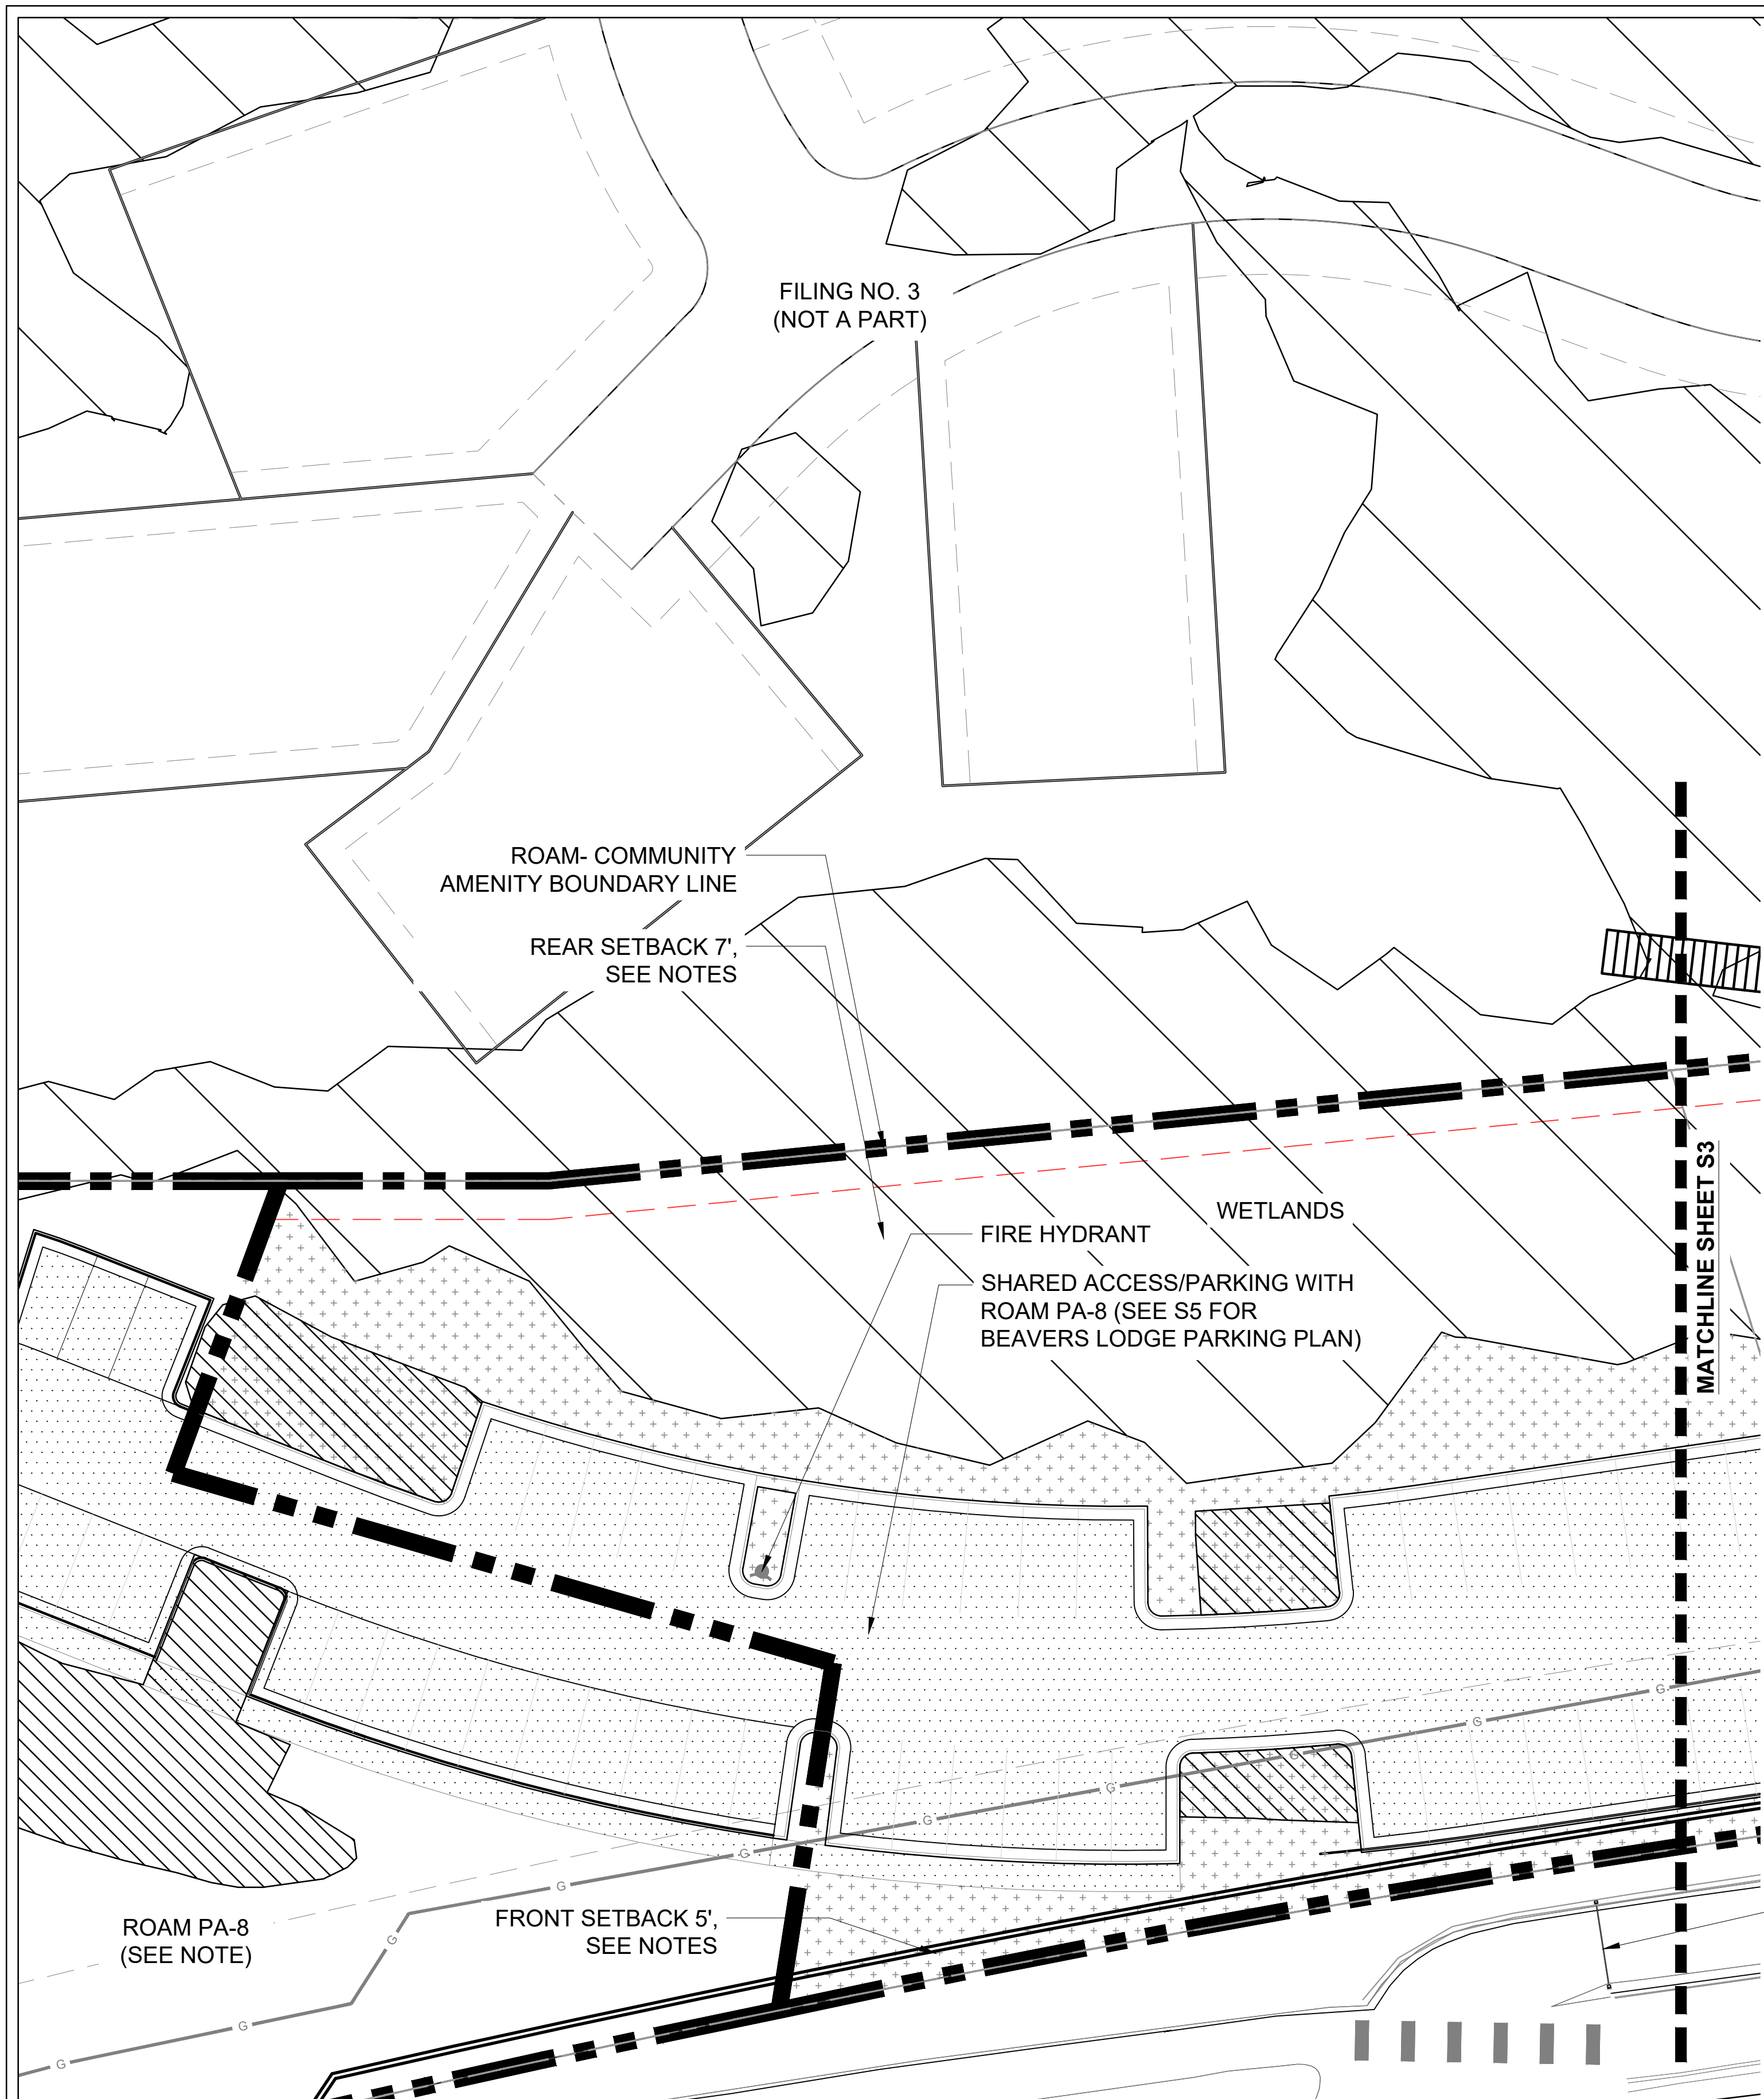 FILING NO. 3
(NOT A PART)
ROAM- COMMUNITY
AMENITY BOUNDARY LINE
REAR SETBACK 7',
SEE NOTES
WETLANDS
FIRE HYDRANT
SHARED ACCESS/PARKING WITH
ROAM PA-8 (SEE S5 FOR
BEAVERS LODGE PARKING PLAN)
MATCHLINE SHEET S3
G
G
G
G
G
G
G
G
G
G
ROAM PA-8
(SEE NOTE)
FRONT SETBACK 5',
SEE NOTES